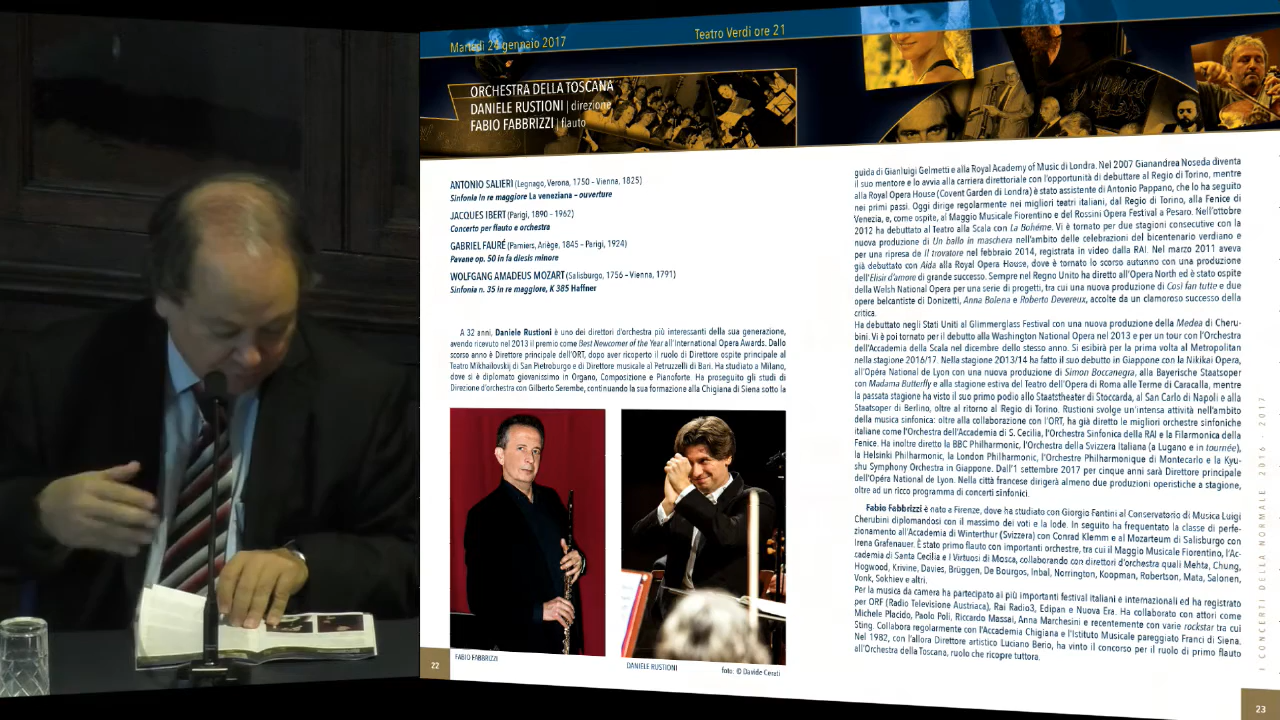 Martedì 24 gennaio 2017
Teatro Verdi ore 21
ORCHESTRA DELLA TOSCANA
DANIELE RUSTIONI | direzione
FABIO FABBRIZZI | flauto
ANTONIO SALIERI (Legnago, Verona, 1750 – Vienna, 1825)
Sinfonia in re maggiore La veneziana – ouverture
JACQUES IBERT (Parigi, 1890 - 1962)
Concerto per flauto e orchestra
GABRIEL FAURÉ (Pamiers, Ariège, 1845 – Parigi, 1924)
Pavane op. 50 in fa diesis minore
WOLFGANG AMADEUS MOZART (Salisburgo, 1756 – Vienna, 1791)
Sinfonia n. 35 in re maggiore, K 385 Haffner
A 32 anni, Daniele Rustioni è uno dei direttori d'orchestra più interessanti della sua generazione,
avendo ricevuto nel 2013 il premio come Best Newcomer of the Year all'International Opera Awards. Dallo
scorso anno è Direttore principale dell'ORT, dopo aver ricoperto il ruolo di Direttore ospite principale al
Teatro Mikhailovskij di San Pietroburgo e di Direttore musicale al Petruzzelli di Bari. Ha studiato a Milano,
dove si è diplomato giovanissimo in Organo, Composizione e Pianoforte. Ha proseguito gli studi di
Direzione d'orchestra con Gilberto Serembe, continuando la sua formazione alla Chigiana di Siena sotto la
FABIO FABBRIZZI
DANIELE RUSTIONI
foto: © Davide Cerati
22
guida di Gianluigi Gelmetti e alla Royal Academy of Music di Londra. Nel 2007 Gianandrea Noseda diventa
il suo mentore e lo avvia alla carriera direttoriale con l'opportunità di debuttare al Regio di Torino, mentre
alla Royal Opera House (Covent Garden di Londra) è stato assistente di Antonio Pappano, che lo ha seguito
nei primi passi. Oggi dirige regolarmente nei migliori teatri italiani, dal Regio di Torino, alla Fenice di
Venezia, e, come ospite, al Maggio Musicale Fiorentino e del Rossini Opera Festival a Pesaro. Nell'ottobre
2012 ha debuttato al Teatro alla Scala con La Bohéme. Vi è tornato per due stagioni consecutive con la
nuova produzione di Un ballo in maschera nell'ambito delle celebrazioni del bicentenario verdiano e
per una ripresa de Il trovatore nel febbraio 2014, registrata in video dalla RAI. Nel marzo 2011 aveva
già debuttato con Aida alla Royal Opera House, dove è tornato lo scorso autunno con una produzione
dell'Elisir d'amore di grande successo. Sempre nel Regno Unito ha diretto all'Opera North ed è stato ospite
della Welsh National Opera per una serie di progetti, tra cui una nuova produzione di Così fan tutte e due
opere belcantiste di Donizetti, Anna Bolena e Roberto Devereux, accolte da un clamoroso successo della
critica.
Ha debuttato negli Stati Uniti al Glimmerglass Festival con una nuova produzione della Medea di Cheru-
bini. Vi è poi tornato per il debutto alla Washington National Opera nel 2013 e per un tour con l'Orchestra
dell'Accademia della Scala nel dicembre dello stesso anno. Si esibirà per la prima volta al Metropolitan
nella stagione 2016/17. Nella stagione 2013/14 ha fatto il suo debutto in Giappone con la Nikikai Opera,
all'Opéra National de Lyon con una nuova produzione di Simon Boccanegra, alla Bayerische Staatsoper
con Madama Butterfly e alla stagione estiva del Teatro dell'Opera di Roma alle Terme di Caracalla, mentre
la passata stagione ha visto il suo primo podio allo Staatstheater di Stoccarda, al San Carlo di Napoli e alla
Staatsoper di Berlino, oltre al ritorno al Regio di Torino. Rustioni svolge un'intensa attività nell'ambito
della musica sinfonica: oltre alla collaborazione con l'ORT, ha già diretto le migliori orchestre sinfoniche
italiane come l'Orchestra dell'Accademia di S. Cecilia, l'Orchestra Sinfonica della RAI e la Filarmonica della
Fenice. Ha inoltre diretto la BBC Philharmonic, l'Orchestra della Svizzera Italiana (a Lugano e in tournée),
la Helsinki Philharmonic, la London Philharmonic, l'Orchestre Philharmonique di Montecarlo e la Kyu-
shu Symphony Orchestra in Giappone. Dall'1 settembre 2017 per cinque anni sarà Direttore principale
dell'Opéra National de Lyon. Nella città francese dirigerà almeno due produzioni operistiche a stagione,
oltre ad un ricco programma di concerti sinfonici.
Fabio Fabbrizzi è nato a Firenze, dove ha studiato con Giorgio Fantini al Conservatorio di Musica Luigi
Cherubini diplomandosi con il massimo dei voti e la lode. In seguito ha frequentato la classe di perfe-
zionamento all'Accademia di Winterthur (Svizzera) con Conrad Klemm e al Mozarteum di Salisburgo con
Irena Grafenauer. È stato primo flauto con importanti orchestre, tra cui il Maggio Musicale Fiorentino, l'Ac-
cademia di Santa Cecilia e I Virtuosi di Mosca, collaborando con direttori d'orchestra quali Mehta, Chung,
Hogwood, Krivine, Davies, Brüggen, De Bourgos, Inbal, Norrington, Koopman, Robertson, Mata, Salonen,
Vonk, Sokhiev e altri.
Per la musica da camera ha partecipato ai più importanti festival italiani e internazionali ed ha registrato
per ORF (Radio Televisione Austriaca), Rai Radio3, Edipan e Nuova Era. Ha collaborato con attori come
Michele Placido, Paolo Poli, Riccardo Massai, Anna Marchesini e recentemente con varie rockstar tra cui
Sting. Collabora regolarmente con l'Accademia Chigiana e l'Istituto Musicale pareggiato Franci di Siena.
Nel 1982, con l'allora Direttore artistico Luciano Berio, ha vinto il concorso per il ruolo di primo flauto
all'Orchestra della Toscana, ruolo che ricopre tuttora.
I CONCERTI DELLA NORMALE 2016 - 2017
23